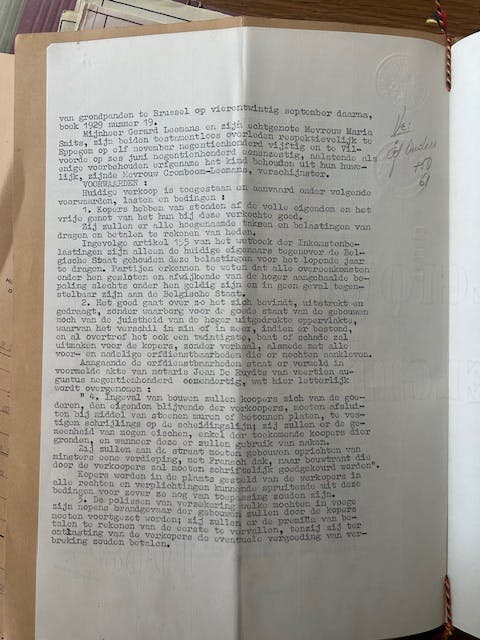 van grondpanden te Brussel op vierentwintig september daarna,
boek 1929 nummer 19.
Mijnheer Gerard Leemans en zijn echtgenote Mevrouw Maria
Smits, zijn beiden testamentloos overleden respektievelijk te
Eppegem op elf november negentienhonderd vijftig en te Vil-
voorde op zes juni negentienhonderd eenenzestig, nalatende als
enige voorbehouden erfgename het kind behouden uit hun huwe-
lijk, zijnde Mevrouw Cromboom-Leemans, verschijnster.
VOORWAARDEN :
Huidige verkoop is toegestaan en aanvaard onder volgende
voorwaarden, lasten en bedingen :
1. Kopers hebben van stonden af de volle eigendom en het
vrije genot van het hun bij deze verkochte goed.
Zij zullen er alle hoegenaamde taksen en belastingen van
dragen en betalen te rekenen van heden.
Ingevolge artikel 155 van het wetboek der Inkomstenbe-
lastingen zijn alleen de huidige eigenaars tegenover de Bel-
gische Staat gehouden deze belastingen voor het lopende jaar
te dragen. Partijen erkennen te weten dat alle overeenkomsten
onder hen gesloten en afwijkende van de hoger aangehaalde be-
paling slechts onder hen geldig zijn en in geen geval tegen-
stelbaar zijn aan de Belgische Staat.
2. Het goed gaat over zo het zich bevindt, uitstrekt en
gedraagt, zonder waarborg voor de goede staat van de gebouwen
noch van de juistheid van de hoger uitgedrukte oppervlakte,
waarvan het verschil in min of in meer, indien er bestond,
en al overtrof het ook een twintigste, baat of schade zal
uitmaken voor de kopers, zonder verhaal, alsmede met alle
voor- en nadelige erfdienstbaarheden die er mochten aankleven.
Aangaande de erfdienstbaarheden staat er vermeld in
voormelde akte van notaris Jean De Ruydts van veertien au-
gustus negentienhonderd eenendertig, wat hier letterlijk
wordt overgenomen :
" 4. Ingeval van bouwen zullen koopers zich van de goe-
deren, den eigendom blijvende der verkoopers, moeten afslui-
ten bij middel van steenen muren of betonnen platen, te ves-
tigen schrijlings op de scheidingslijn; zij zullen er de ge-
meenheid van mogen eischen, enkel der toekomende koopers dier
gronden, en wanneer deze er zullen gebruik van maken.
Zij zullen aan de straat moeten gebouwen oprichten van
minstens eene verdieping, met Fransch dak, naar bouwtrant die
door de verkoopers zal moeten schriftelijk goedgekeurd worden".
Kopers worden in de plaats gesteld van de verkopers in
alle rechten en verplichtingen kunnende spruitende uit deze
bedingen voor zover ze nog van toepassing zouden zijn.
3. De polissen van verzekering welke mochten in voege
zijn nopens brandgevaar der gebouwen zullen door de kopers
moeten voortgezet worden; zij zullen er de premiën van be-
talen te rekenen van de eerste te vervallen, tenzij zij ter
ontlasting van de verkopers de eventuele vergoeding van ver-
breking zouden betalen.